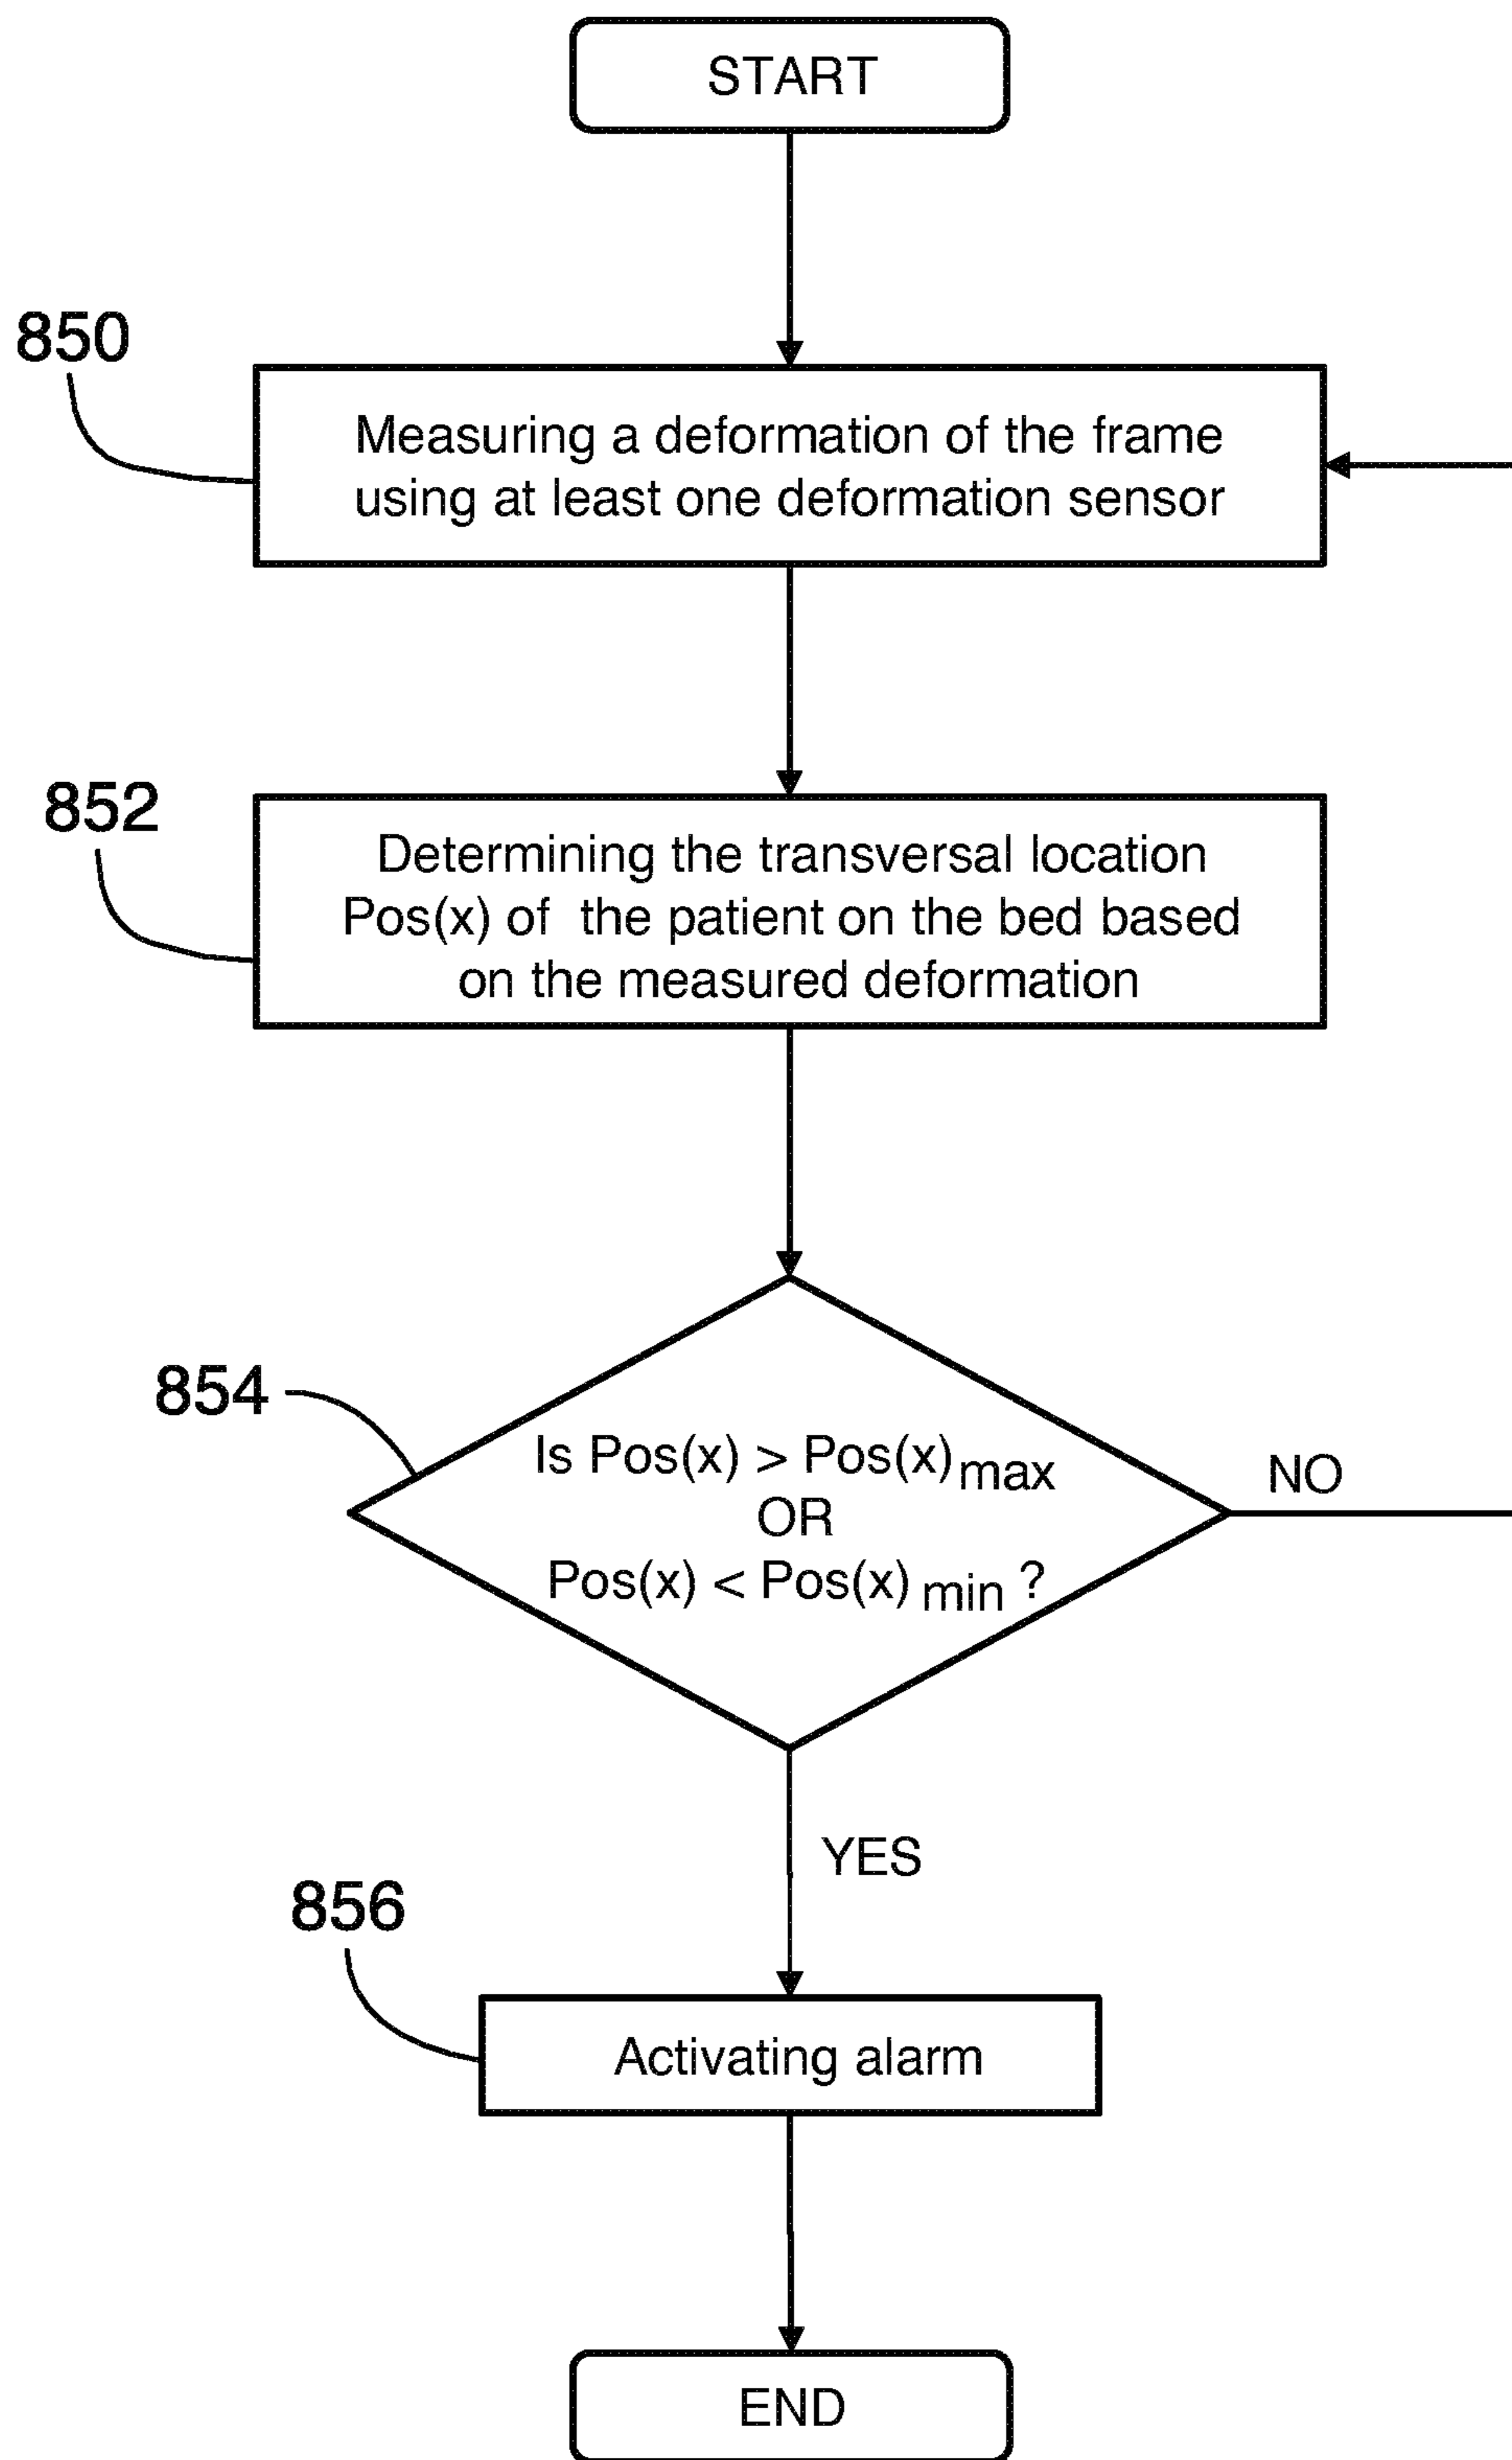 START
850
Measuring a deformation of the frame
using at least one deformation sensor
852
Determining the transversal location
Pos(x) of the patient on the bed based
on the measured deformation
854
Is Pos(x) > Pos(x)max
OR
Pos(x) < Pos(x) min ?
NO
YES
856
Activating alarm
END